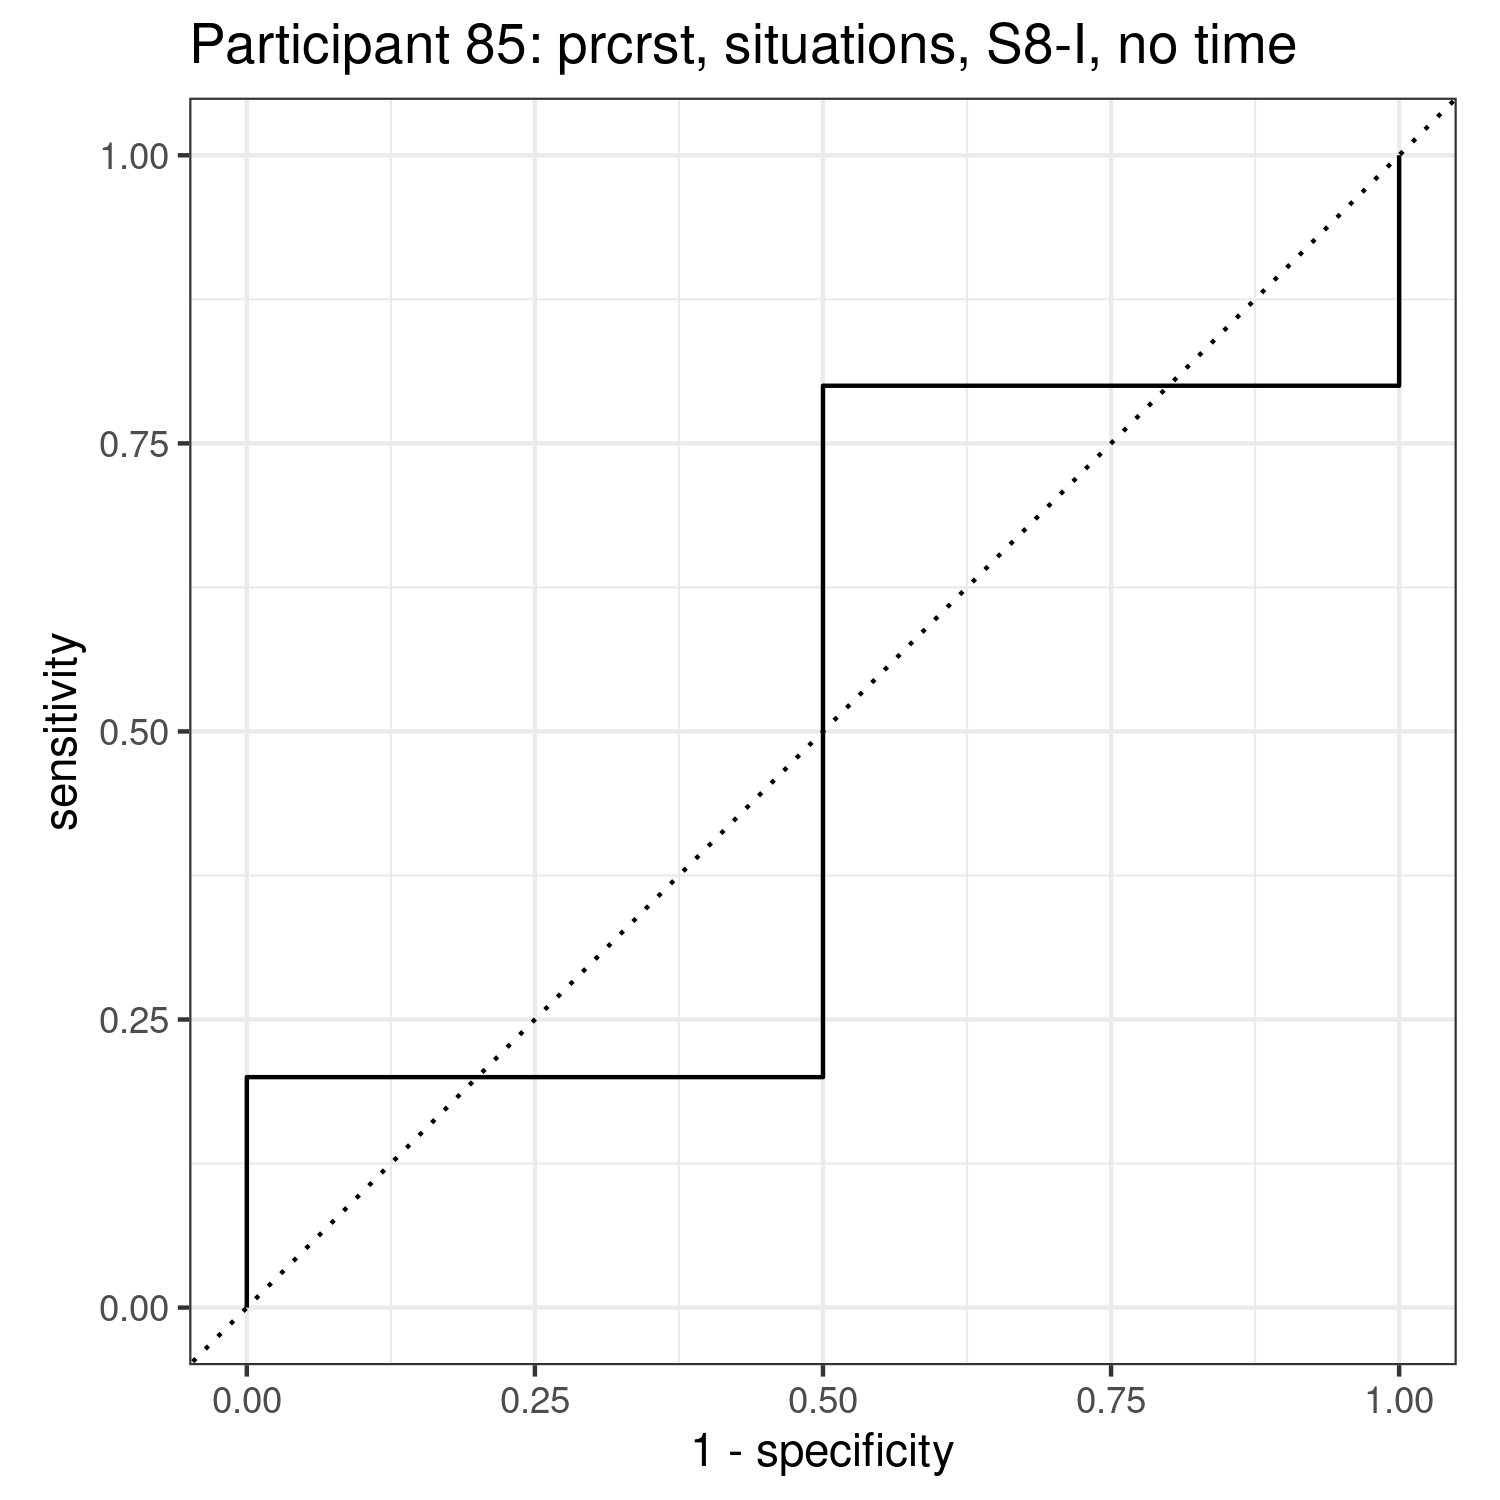 Participant 85: prcrst, situations, S8-I, no time
1.00
0.75
0.50
0.25
0.00
sensitivity
0.00 0.25 0.50 0.75 1.00
1 - specificity